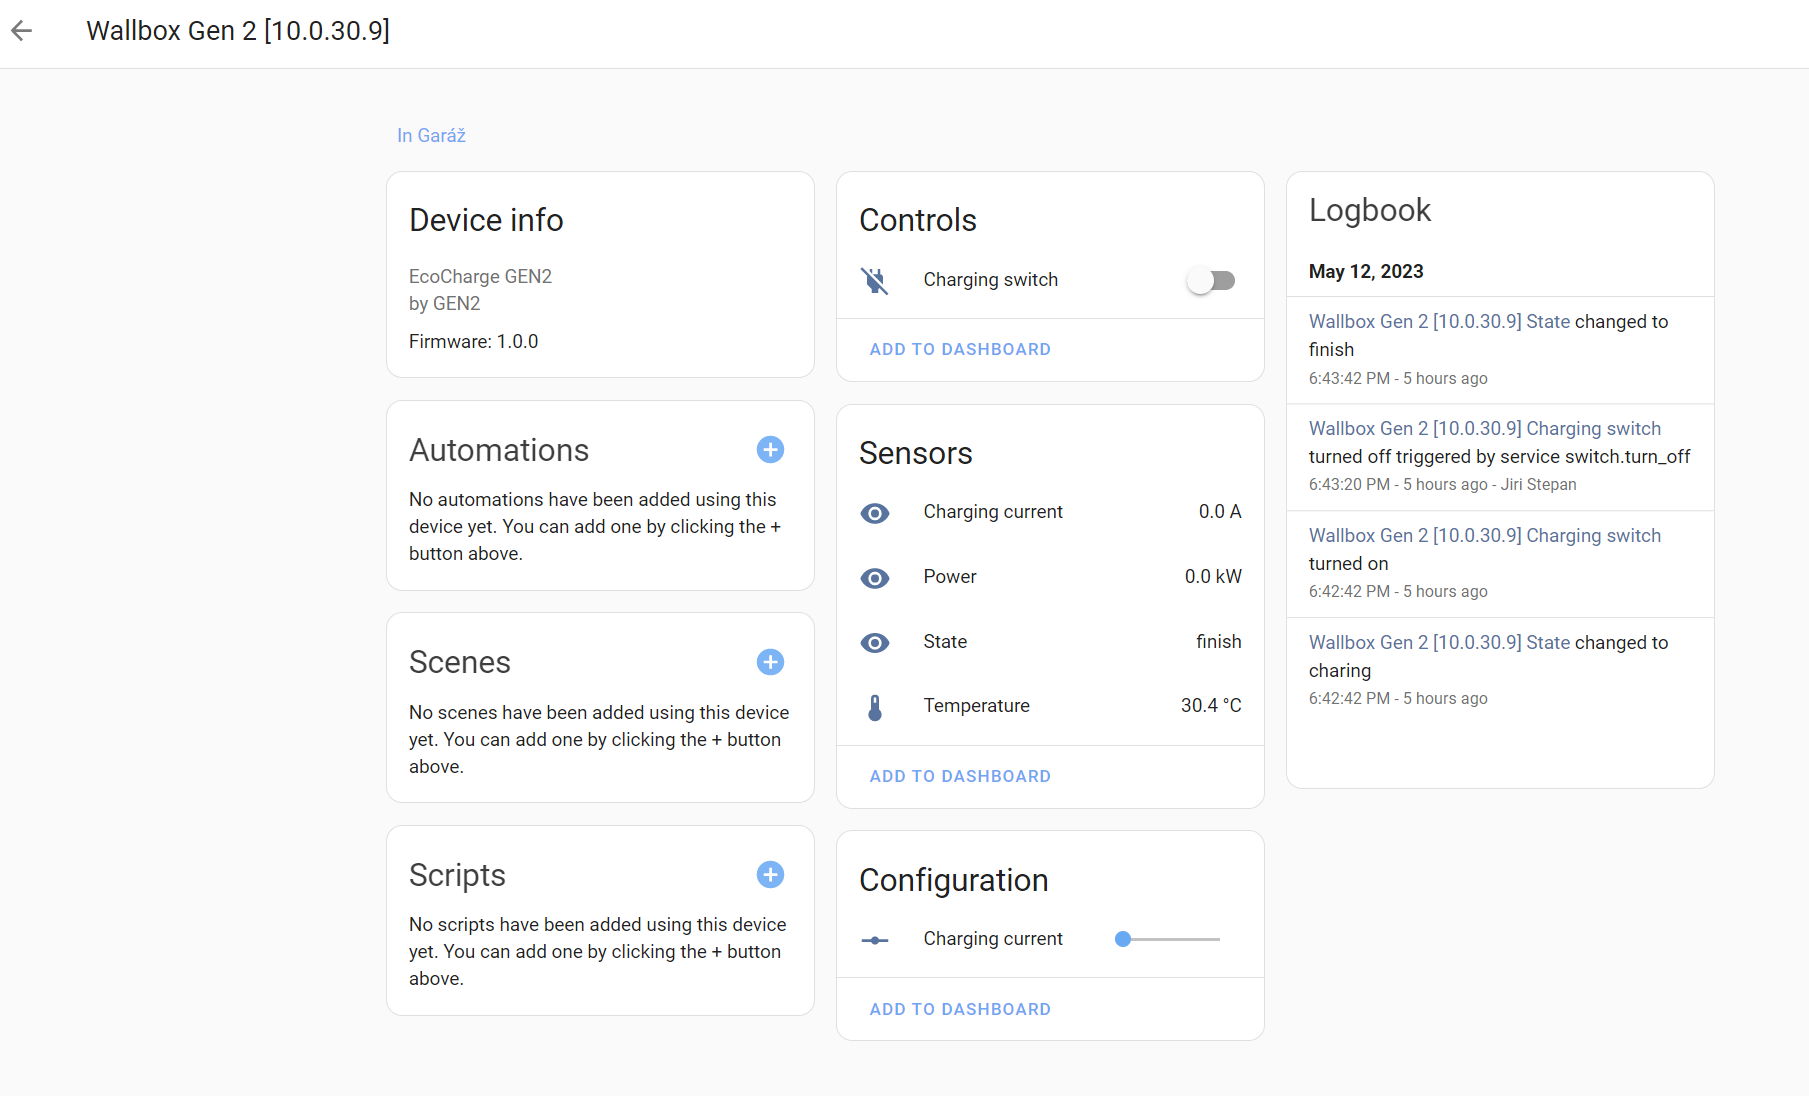 Wallbox Gen 2 [10.0.30.9]
In Garáž
Device info
EcoCharge GEN2
by GEN2
Firmware: 1.0.0
Automations
No automations have been added using this
device yet. You can add one by clicking the +
button above.
Scenes
No scenes have been added using this device
yet. You can add one by clicking the + button
above.
Scripts
No scripts have been added using this device
yet. You can add one by clicking the + button
above.
Controls
Charging switch
ADD TO DASHBOARD
Sensors
Charging current 0.0 A
Power 0.0 kW
State finish
Temperature 30.4 °C
ADD TO DASHBOARD
Configuration
Charging current
ADD TO DASHBOARD
Logbook
May 12, 2023
Wallbox Gen 2 [10.0.30.9] State changed to
finish
6:43:42 PM - 5 hours ago
Wallbox Gen 2 [10.0.30.9] Charging switch
turned off triggered by service switch.turn_off
6:43:20 PM - 5 hours ago - Jiri Stepan
Wallbox Gen 2 [10.0.30.9] Charging switch
turned on
6:42:42 PM - 5 hours ago
Wallbox Gen 2 [10.0.30.9] State changed to
charing
6:42:42 PM - 5 hours ago